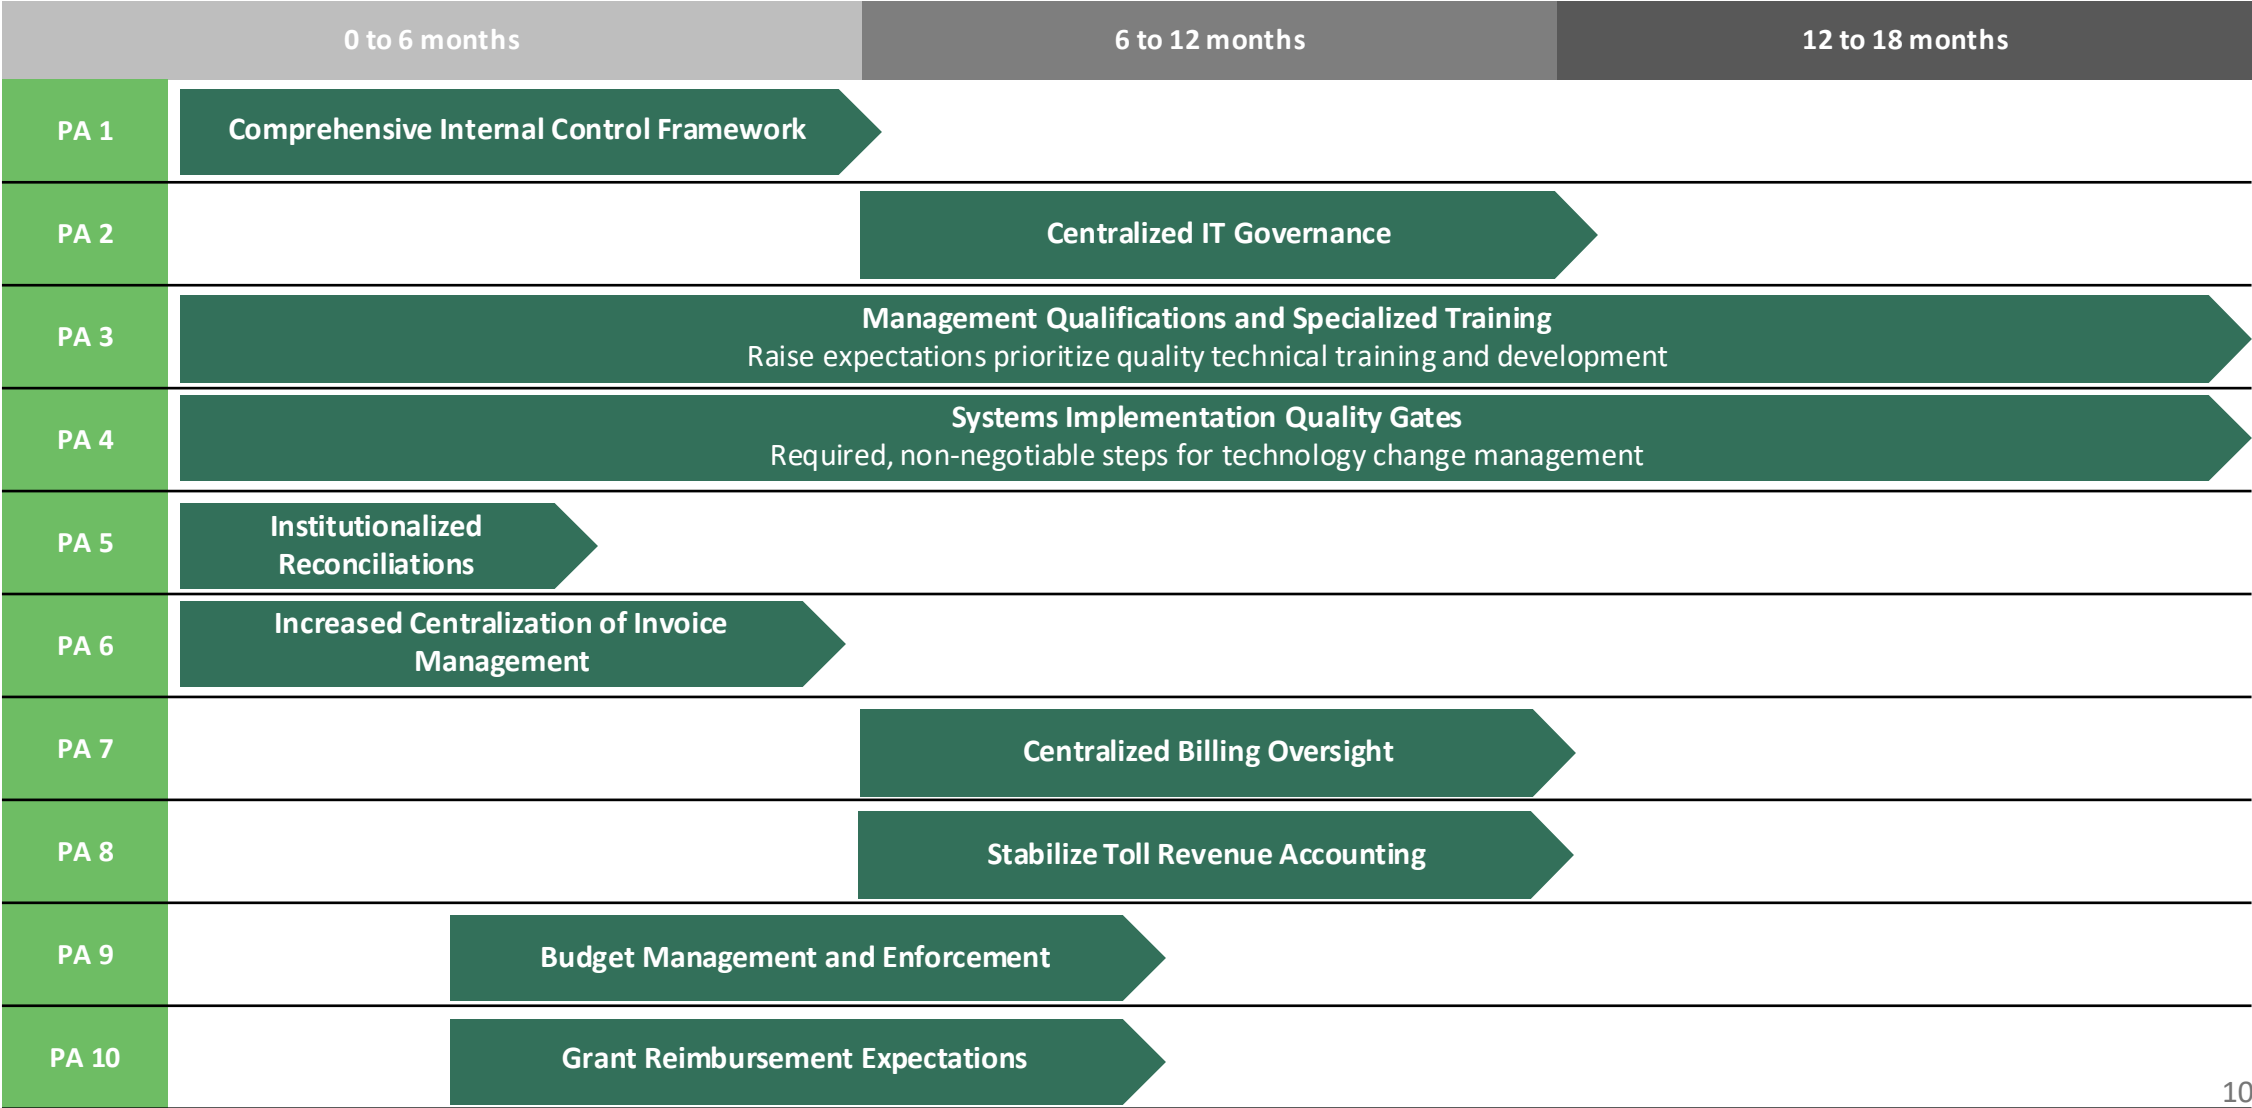 0 to 6 months
6 to 12 months
12 to 18 months
PA 1
Comprehensive Internal Control Framework
PA 2
Centralized IT Governance
PA 3
Management Qualifications and Specialized Training
Raise expectations prioritize quality technical training and development
PA 4
Systems Implementation Quality Gates
Required, non-negotiable steps for technology change management
PA 5
Institutionalized
Reconciliations
PA 6
Increased Centralization of Invoice
Management
PA 7
Centralized Billing Oversight
PA 8
Stabilize Toll Revenue Accounting
PA 9
Budget Management and Enforcement
PA 10
Grant Reimbursement Expectations
10